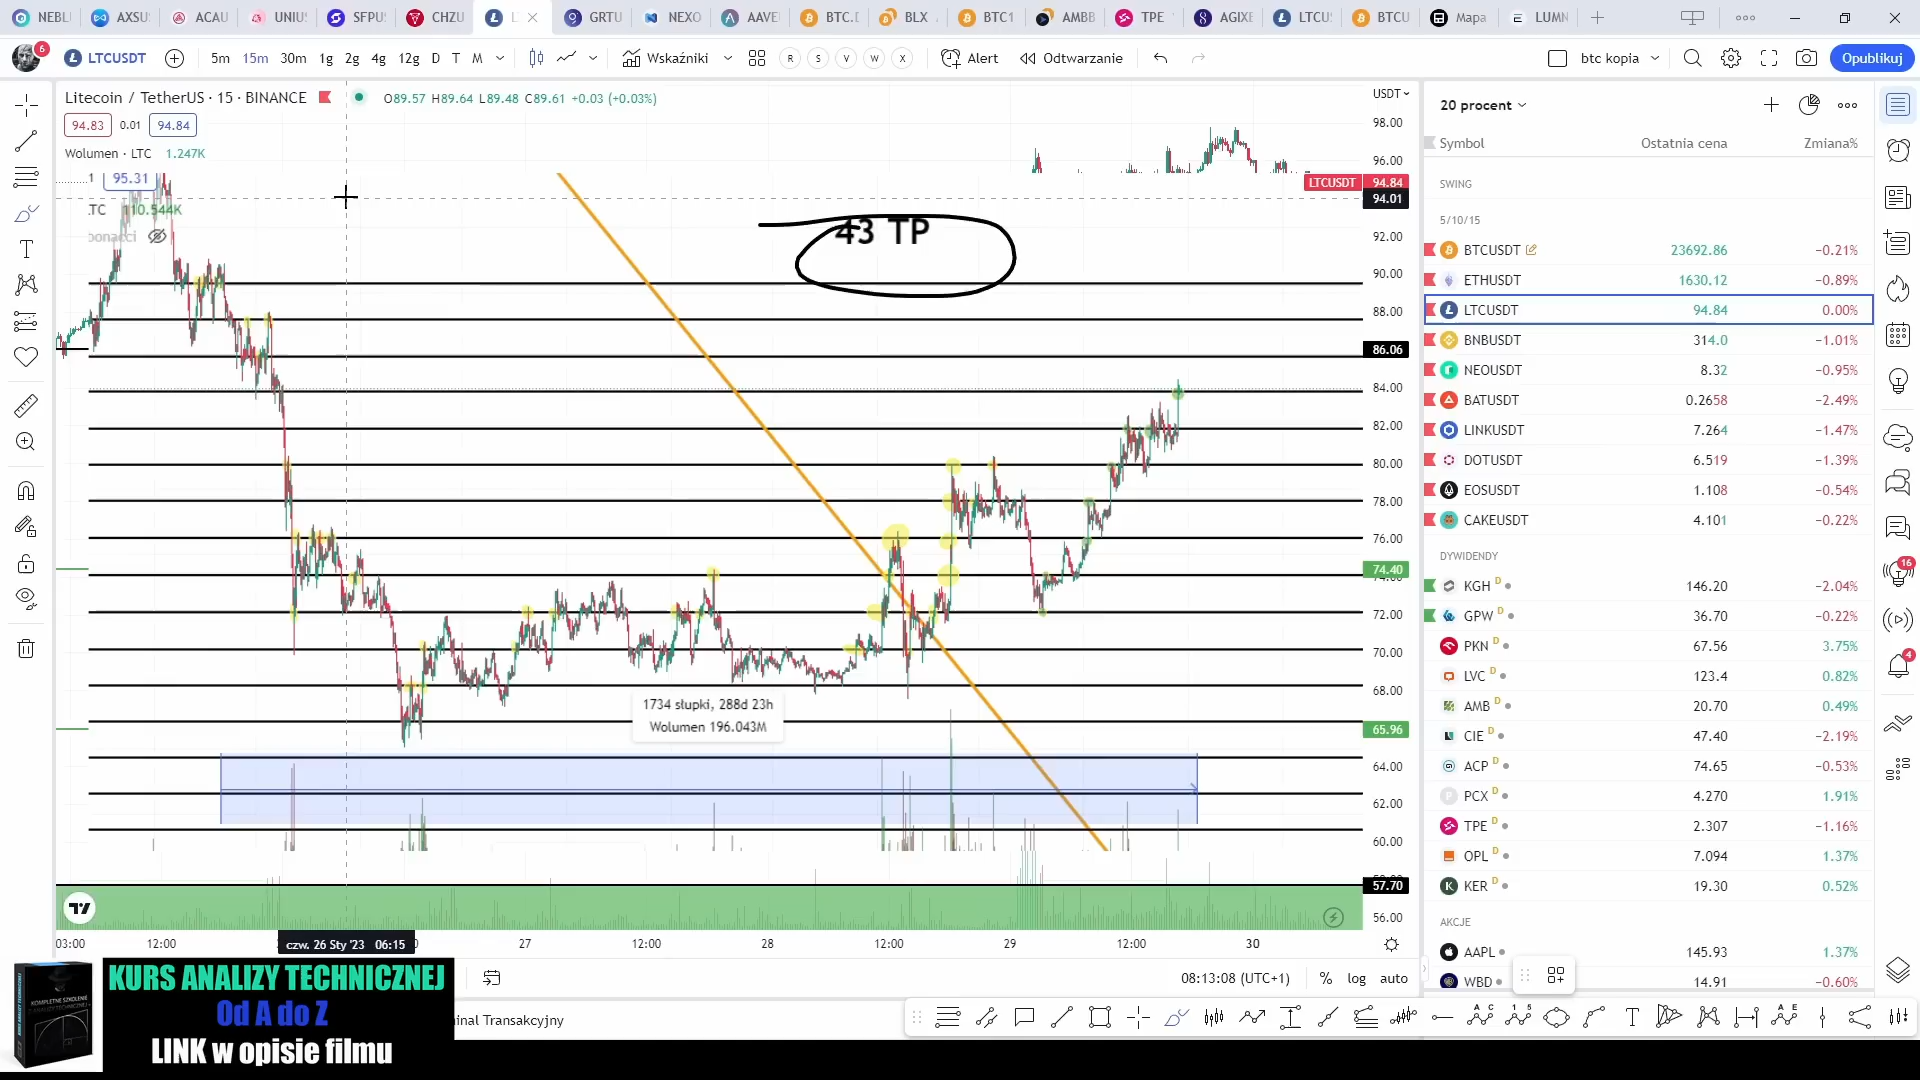 NEBL AXSU ACAU UNIU SFPU CHZU L GRTU NEXO AAVE BTC.D BLX BTC1 AMBB TPE AGIXE LTCU BTCU Mapa LUMN
6 LTCUSDT 5m 15m 30m 1g 2g 4g 12g D T M Wskaźniki R S V W X Alert Odtwarzanie btc kopia Opublikuj
Litecoin / TetherUS · 15 · BINANCE O89.57 H89.64 L89.48 C89.61 +0.03 (+0.03%)
94.83 0.01 94.84
Wolumen · LTC 1.247K
1 95.31
LTC 110.544K
bonacci
43 TP
1734 słupki, 288d 23h
Wolumen 196.043M
USDT
98.00
96.00
LTCUSDT 94.84
94.01
92.00
90.00
88.00
86.06
84.00
82.00
80.00
78.00
76.00
74.40
72.00
70.00
68.00
65.96
64.00
62.00
60.00
57.70
56.00
03:00 12:00 czw. 26 Sty '23 06:15 27 12:00 28 12:00 29 12:00 30
08:13:08 (UTC+1) % log auto
inal Transakcyjny
KURS ANALIZY TECHNICZNEJ
Od A do Z
LINK w opisie filmu
20 procent
Symbol Ostatnia cena Zmiana%
SWING
5/10/15
BTCUSDT 23692.86 −0.21%
ETHUSDT 1630.12 −0.89%
LTCUSDT 94.84 0.00%
BNBUSDT 314.0 −1.01%
NEOUSDT 8.32 −0.95%
BATUSDT 0.2658 −2.49%
LINKUSDT 7.264 −1.47%
DOTUSDT 6.519 −1.39%
EOSUSDT 1.108 −0.54%
CAKEUSDT 4.101 −0.22%
DYWIDENDY
KGH D 146.20 −2.04%
GPW D 36.70 −0.22%
PKN D 67.56 3.75%
LVC D 123.4 0.82%
AMB D 20.70 0.49%
CIE D 47.40 −2.19%
ACP D 74.65 −0.53%
PCX D 4.270 1.91%
TPE D 2.307 −1.16%
OPL D 7.094 1.37%
KER D 19.30 0.52%
AKCJE
AAPL 145.93 1.37%
WBD 14.91 −0.60%
16
4